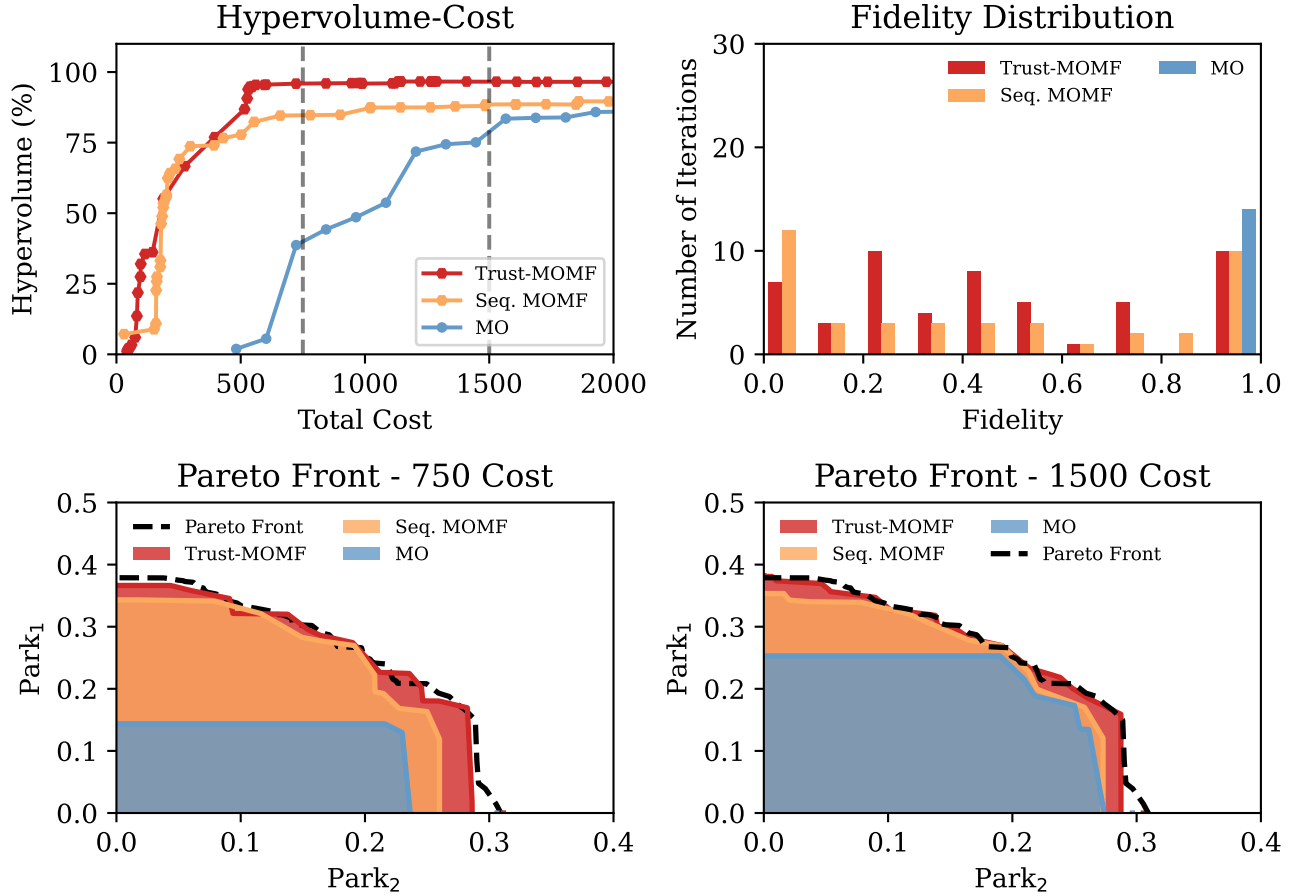 Hypervolume-Cost
Hypervolume (%)
100
75
50
25
0
0 500 1000 1500 2000
Total Cost
Trust-MOMF
Seq. MOMF
MO
Fidelity Distribution
Number of Iterations
30
20
10
0
0.0 0.2 0.4 0.6 0.8 1.0
Fidelity
Trust-MOMF MO
Seq. MOMF
Pareto Front - 750 Cost
Park₁
0.5
0.4
0.3
0.2
0.1
0.0
0.0 0.1 0.2 0.3 0.4
Park₂
Pareto Front Seq. MOMF
Trust-MOMF MO
Pareto Front - 1500 Cost
Park₁
0.5
0.4
0.3
0.2
0.1
0.0
0.0 0.1 0.2 0.3 0.4
Park₂
Trust-MOMF MO
Seq. MOMF Pareto Front